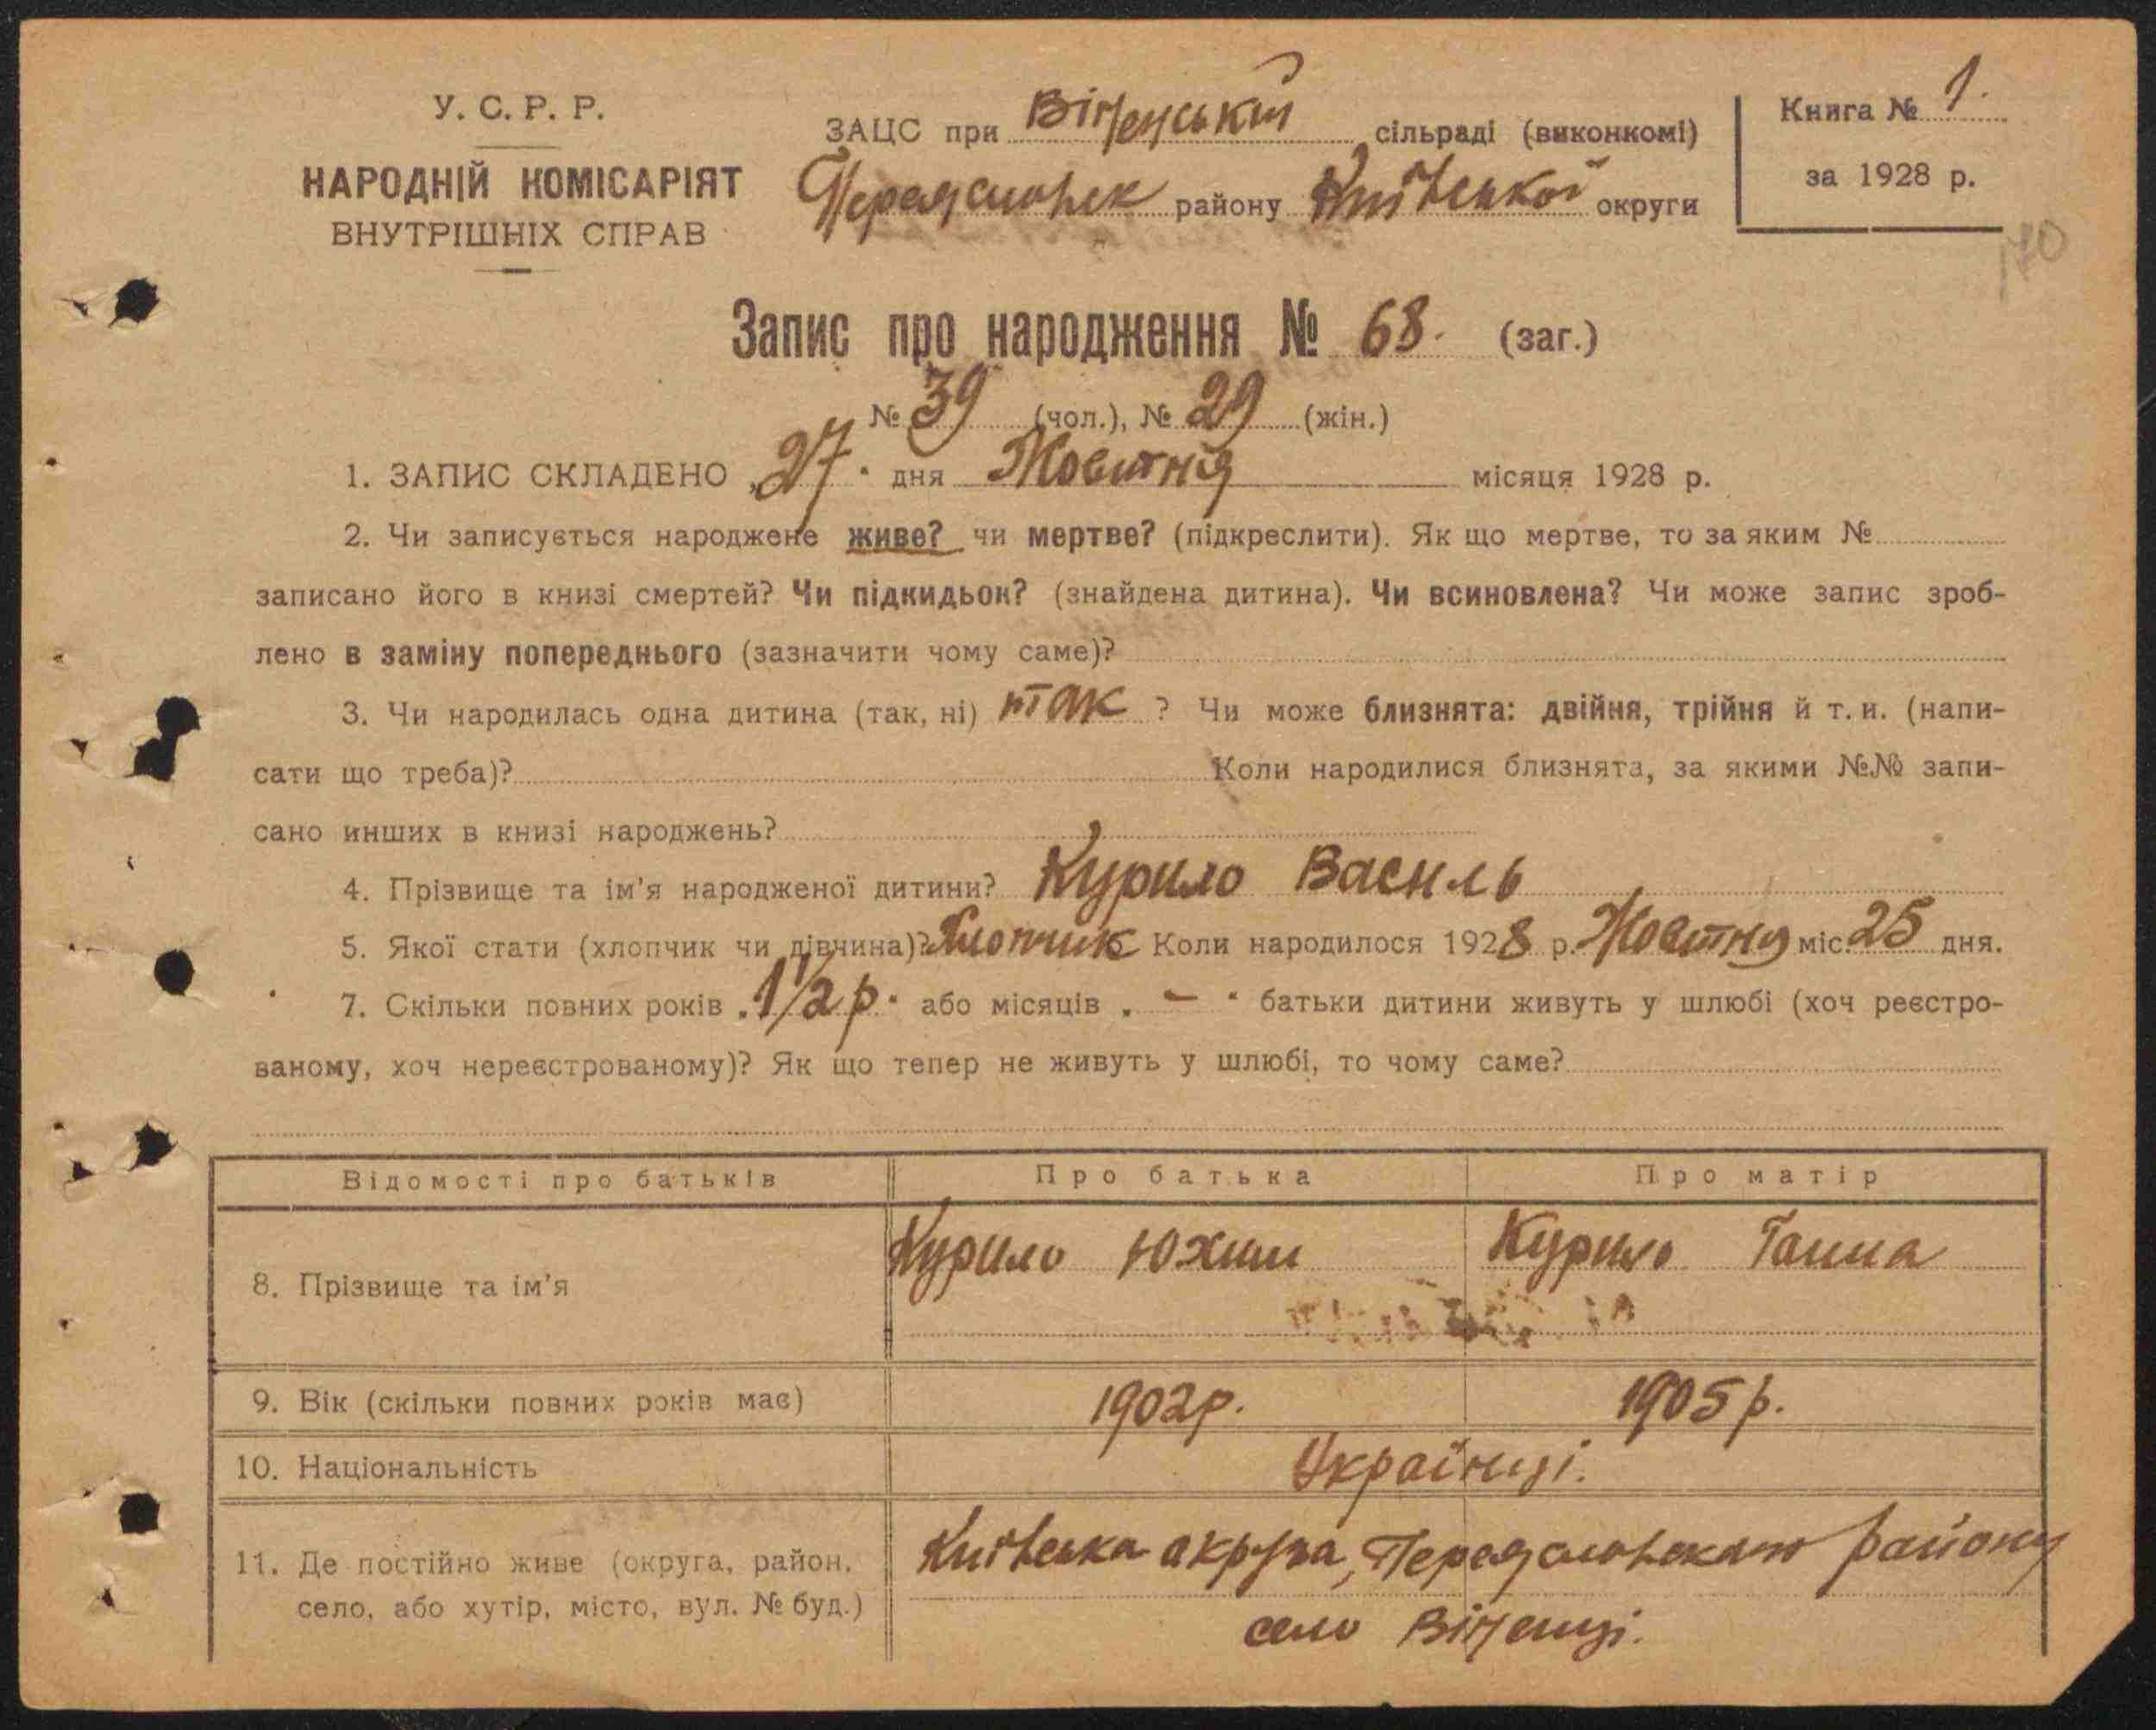 У. С. Р. Р.
НАРОДНІЙ КОМІСАРІЯТ
ВНУТРІШНІХ СПРАВ
ЗАЦС при сільраді (виконкомі)
району Київської округи
Книга № 1.
за 1928 р.
170
Запис про народження № 68. (заг.)
№ 39 (чол.), № 29 (жін.)
1. ЗАПИС СКЛАДЕНО „27" дня Жовтня місяця 1928 р.
2. Чи записується народжене живе? чи мертве? (підкреслити). Як що мертве, то за яким №
записано його в книзі смертей? Чи підкидьок? (знайдена дитина). Чи всиновлена? Чи може запис зроб-
лено в заміну попереднього (зазначити чому саме)?
3. Чи народилась одна дитина (так, ні) так ? Чи може близнята: двійня, трійня й т. и. (напи-
сати що треба)? Коли народилися близнята, за якими №№ запи-
сано инших в книзі народжень?
4. Прізвище та ім'я народженої дитини? Курило Василь
5. Якої стати (хлопчик чи дівчина)? Хлопчик Коли народилося 1928 р. Жовтня міс. 25 дня.
7. Скільки повних років „1½ р" або місяців „ – " батьки дитини живуть у шлюбі (хоч реєстро-
ваному, хоч нереєстрованому)? Як що тепер не живуть у шлюбі, то чому саме?
Відомості про батьків Про батька Про матір
8. Прізвище та ім'я Курило Юхим Курило Ганна
9. Вік (скільки повних років має) 1902р. 1905р.
10. Національність Українці.
11. Де постійно живе (округа, район, Київська округа, району
село, або хутір, місто, вул. № буд.) село